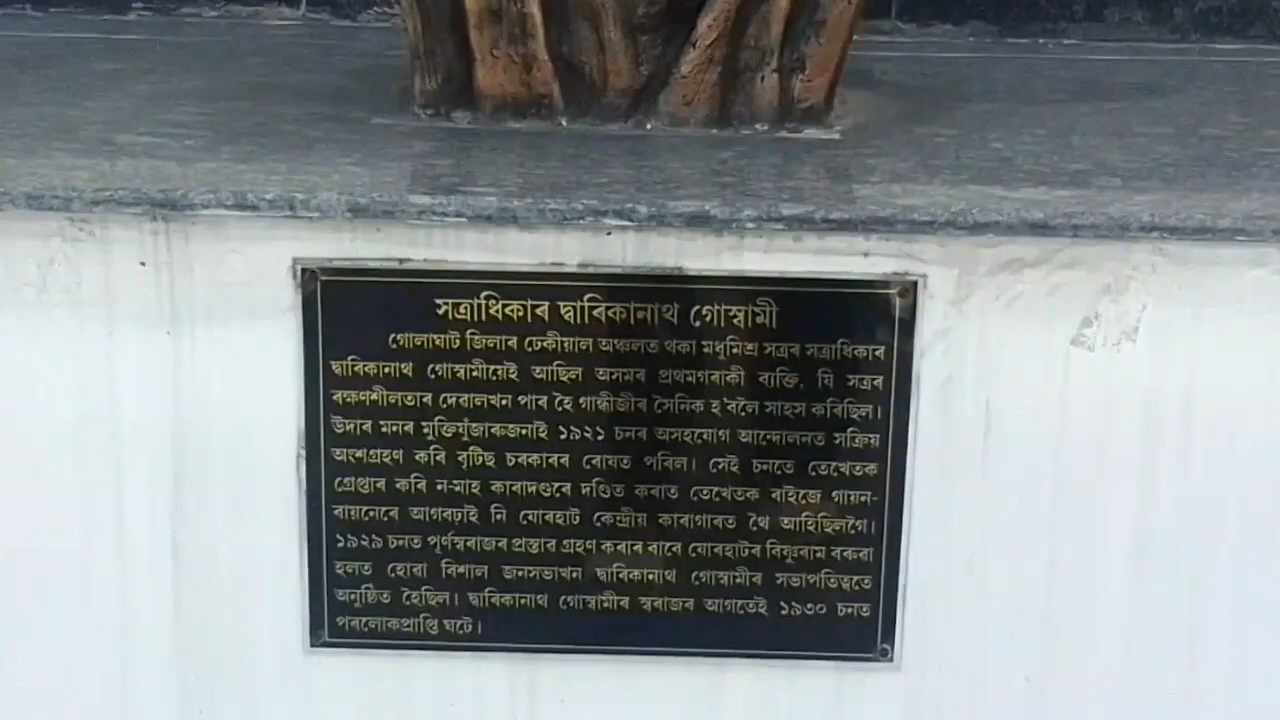 সত্ৰাধিকাৰ দ্বাৰিকানাথ গোস্বামী
গোলাঘাট জিলাৰ ঢেকীয়াল অঞ্চলত থকা মধুমিশ্ৰ সত্ৰৰ সত্ৰাধিকাৰ
দ্বাৰিকানাথ গোস্বামীয়েই আছিল অসমৰ প্ৰথমগৰাকী ব্যক্তি, যি সত্ৰৰ
ৰক্ষণশীলতাৰ দেৱালখন পাৰ হৈ গান্ধীজীৰ সৈনিক হ'বলৈ সাহস কৰিছিল।
উদাৰ মনৰ মুক্তিযুঁজাৰুজনাই ১৯২১ চনৰ অসহযোগ আন্দোলনত সক্ৰিয়
অংশগ্ৰহণ কৰি বৃটিছ চৰকাৰৰ ৰোষত পৰিল। সেই চনতে তেখেতক
গ্ৰেপ্তাৰ কৰি ন-মাহ কাৰাদণ্ডৰে দণ্ডিত কৰাত তেখেতক ৰাইজে গায়ন-
বায়নেৰে আগবঢ়াই নি যোৰহাট কেন্দ্ৰীয় কাৰাগাৰত থৈ আহিছিলগৈ।
১৯২৯ চনত পূৰ্ণস্বৰাজৰ প্ৰস্তাৱ গ্ৰহণ কৰাৰ বাবে যোৰহাটৰ বিষ্ণুৰাম বৰুৱা
হলত হোৱা বিশাল জনসভাখন দ্বাৰিকানাথ গোস্বামীৰ সভাপতিত্বতে
অনুষ্ঠিত হৈছিল। দ্বাৰিকানাথ গোস্বামীৰ স্বৰাজৰ আগতেই ১৯৩০ চনত
পৰলোকপ্ৰাপ্তি ঘটে।